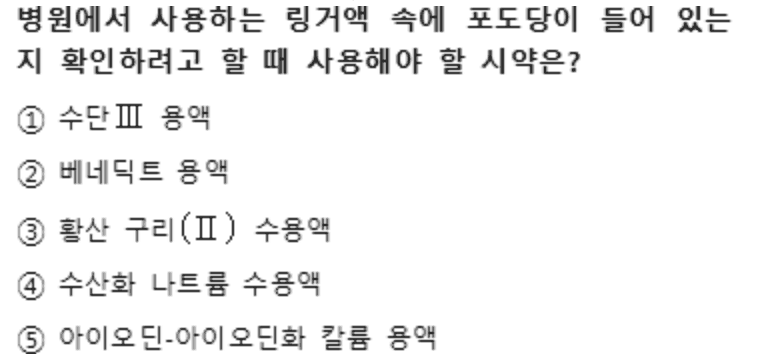 병원에서 사용하는 링거액 속에 포도당이 들어 있는
지 확인하려고 할 때 사용해야 할 시약은?
① 수단Ⅲ 용액
② 베네딕트 용액
③ 황산 구리(Ⅱ) 수용액
④ 수산화 나트륨 수용액
⑤ 아이오딘-아이오딘화 칼륨 용액